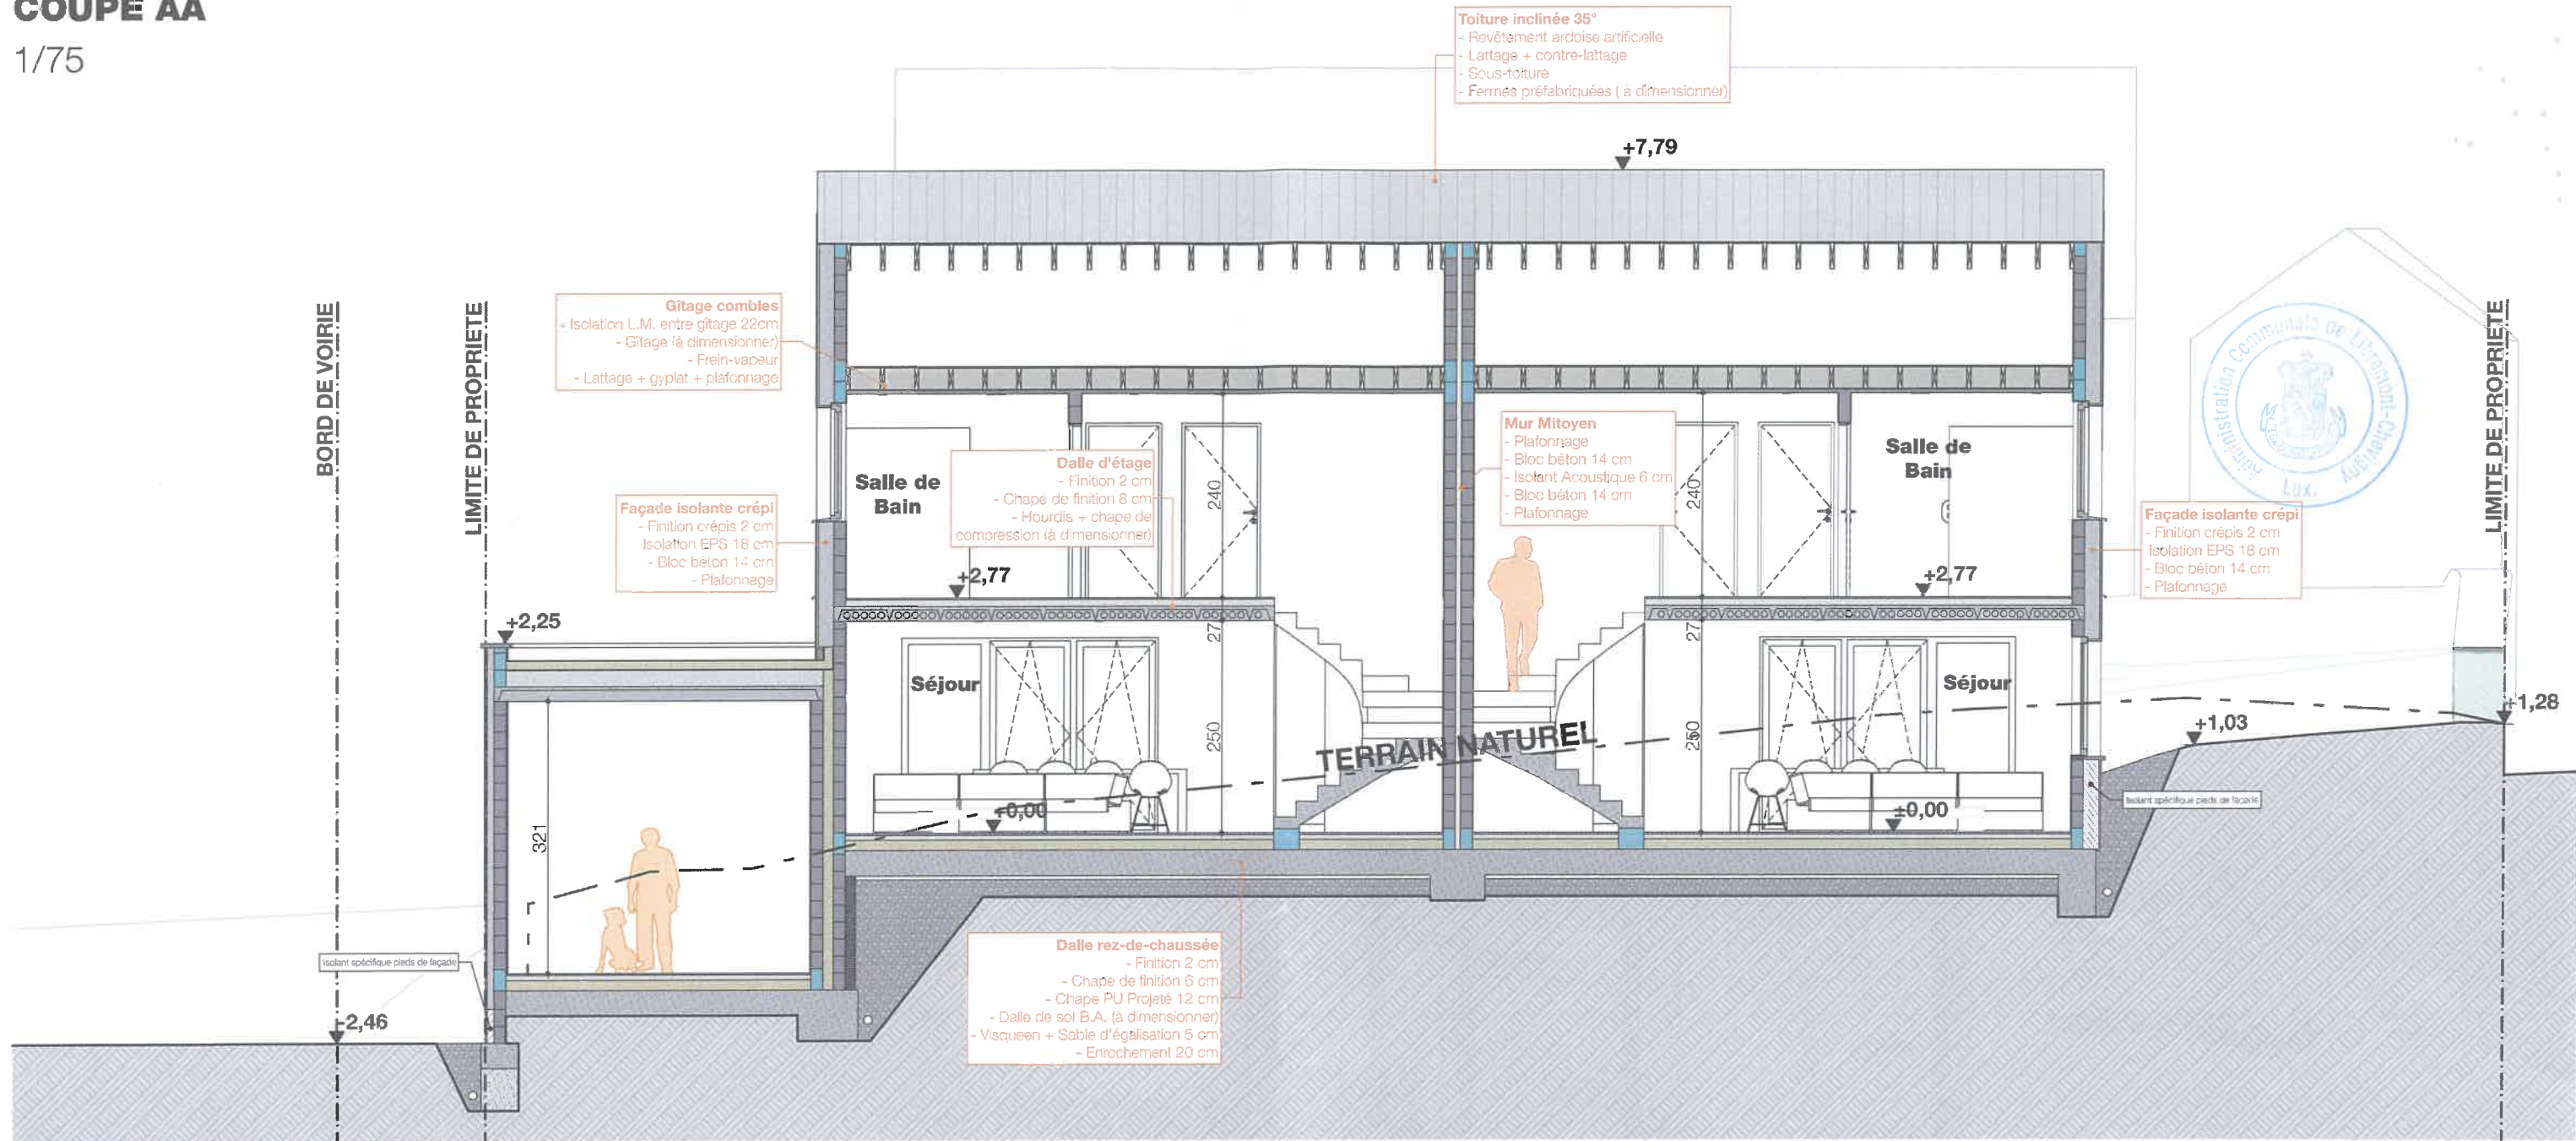 COUPE AA
1/75
Toiture inclinée 35°
- Revêtement ardoise artificielle
- Lattage + contre-lattage
- Sous-toiture
- Fermes préfabriquées ( à dimensionner)
+7,79
BORD DE VOIRIE
LIMITE DE PROPRIETE
Gîtage combles
- Isolation L.M. entre gîtage 22cm
- Gîtage (à dimensionner)
- Frein-vapeur
- Lattage + gyplat + plafonnage
LIMITE DE PROPRIETE
Administration Communale de Libramont-Chevigny
Lux.
Façade isolante crépi
- Finition crépis 2 cm
Isolation EPS 18 cm
- Bloc béton 14 cm
- Plafonnage
Salle de
Bain
Dalle d'étage
- Finition 2 cm
- Chape de finition 8 cm
- Hourdis + chape de
compression (à dimensionner)
240
Mur Mitoyen
- Plafonnage
- Bloc béton 14 cm
- Isolant Acoustique 6 cm
- Bloc béton 14 cm
- Plafonnage
240
Salle de
Bain
Façade isolante crépi
- Finition crépis 2 cm
Isolation EPS 18 cm
- Bloc béton 14 cm
- Plafonnage
+2,77
+2,77
+2,25
27
27
Séjour
Séjour
250
250
TERRAIN NATUREL
+1,03
+1,28
±0,00
±0,00
Isolant spécifique pieds de façade
321
Isolant spécifique pieds de façade
-2,46
Dalle rez-de-chaussée
- Finition 2 cm
- Chape de finition 6 cm
- Chape PU Projeté 12 cm
- Dalle de sol B.A. (à dimensionner)
- Visqueen + Sable d'égalisation 5 cm
- Enrochement 20 cm